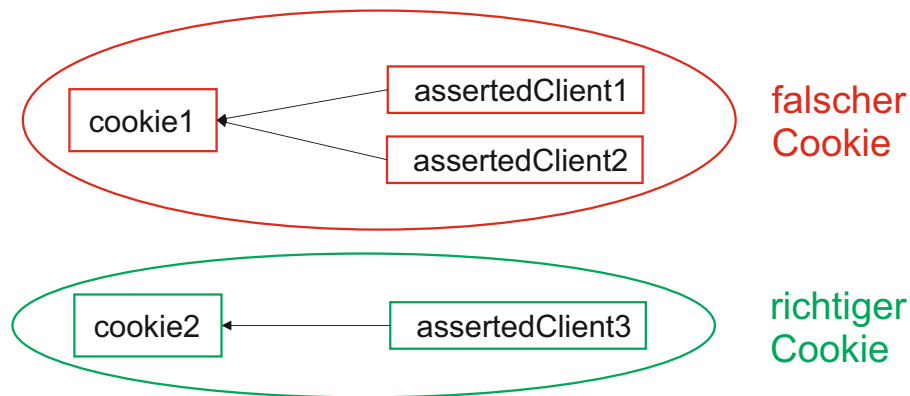 cookie1
assertedClient1
assertedClient2
falscher
Cookie
cookie2
assertedClient3
richtiger
Cookie